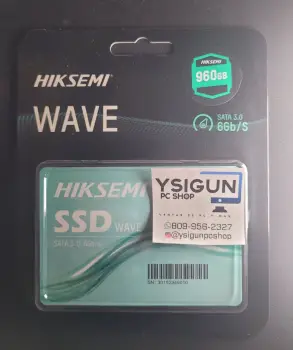 HIKSEMI
960GB
WAVE
SATA 3.0
6Gb/S
HIKSEMI
SSD WAVE
YSIGUN
PC SHOP
809-958-2327
@ysigunpcshop